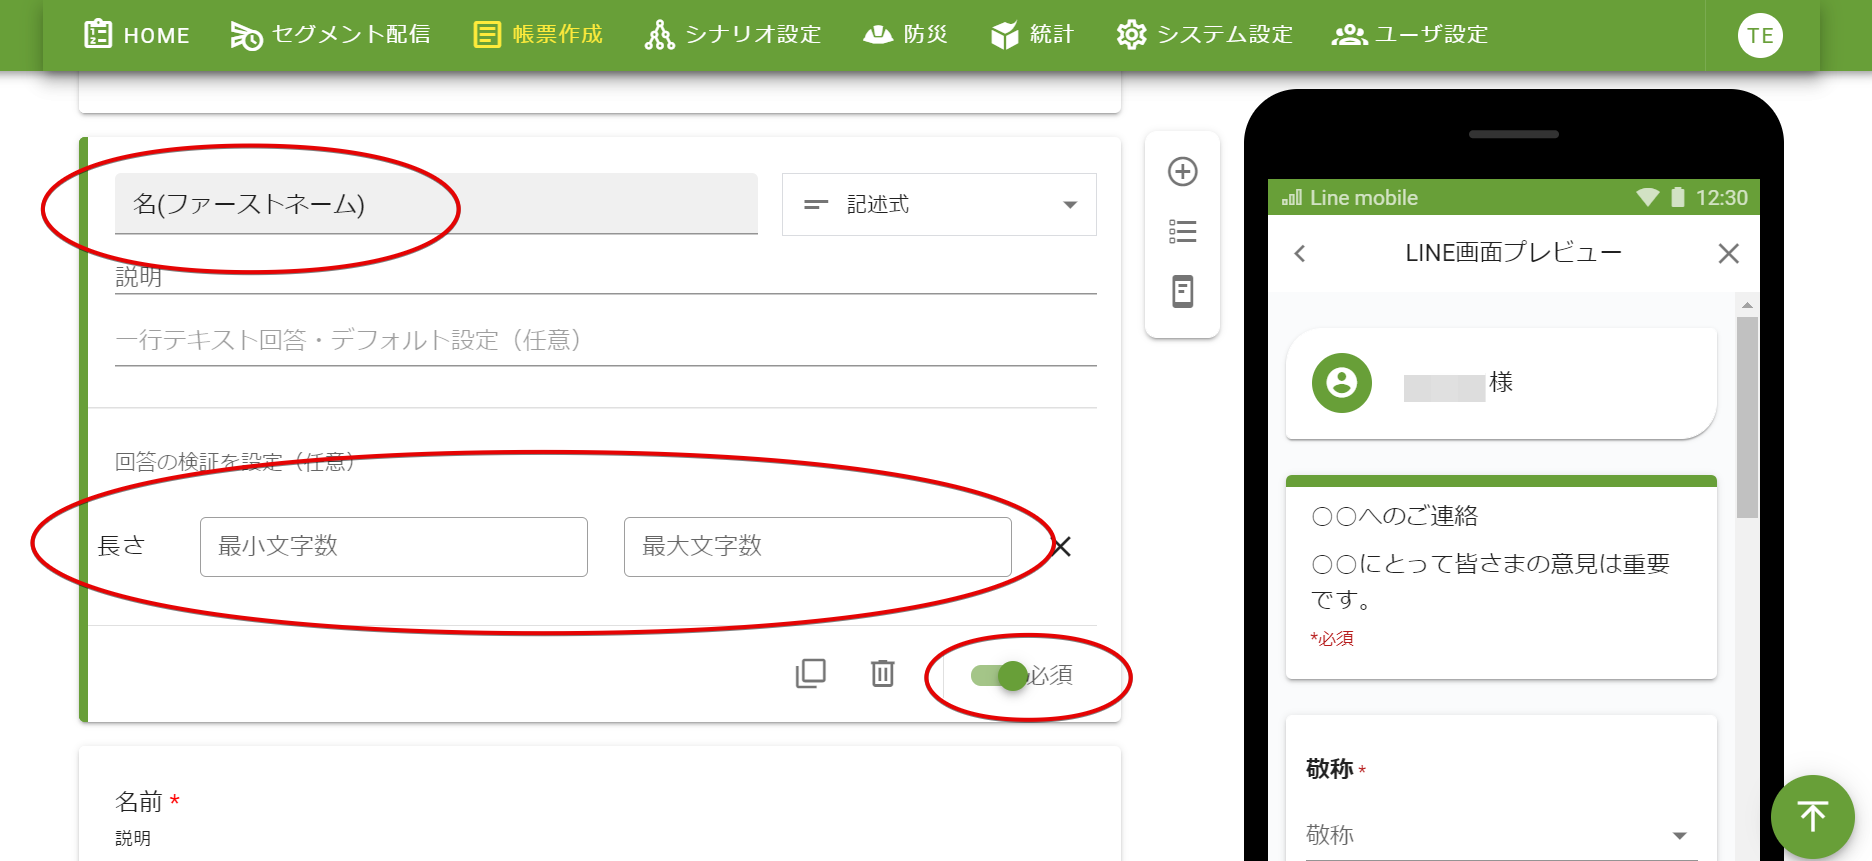 HOME セグメント配信 帳票作成 シナリオ設定 防災 統計 システム設定 ユーザ設定 TE
名(ファーストネーム)
記述式
説明
一行テキスト回答・デフォルト設定（任意）
回答の検証を設定（任意）
長さ 最小文字数 最大文字数
必須
名前 *
説明
Line mobile 12:30
LINE画面プレビュー
様
○○へのご連絡
○○にとって皆さまの意見は重要
です。
*必須
敬称 *
敬称